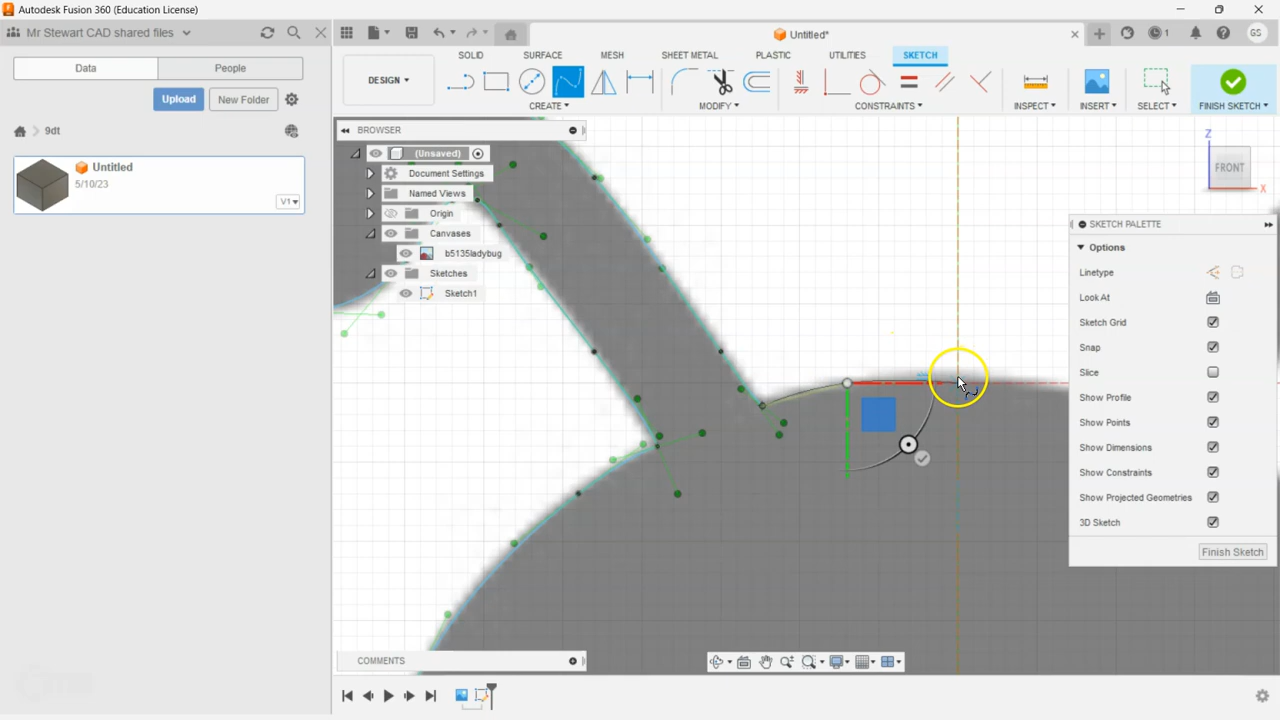 Autodesk Fusion 360 (Education License)
Mr Stewart CAD shared files
Untitled*
1
GS
Data
People
Upload
New Folder
9dt
Untitled
5/10/23
V1
DESIGN
SOLID
SURFACE
MESH
SHEET METAL
PLASTIC
UTILITIES
SKETCH
CREATE
MODIFY
CONSTRAINTS
INSPECT
INSERT
SELECT
FINISH SKETCH
BROWSER
(Unsaved)
Document Settings
Named Views
Origin
Canvases
b5135ladybug
Sketches
Sketch1
Z
FRONT
X
SKETCH PALETTE
Options
Linetype
Look At
Sketch Grid
Snap
Slice
Show Profile
Show Points
Show Dimensions
Show Constraints
Show Projected Geometries
3D Sketch
Finish Sketch
COMMENTS